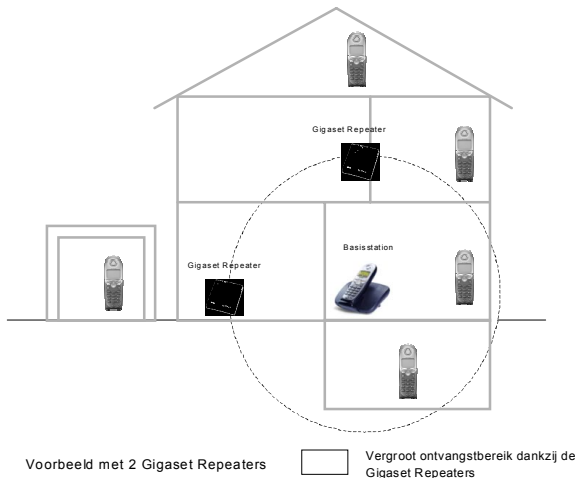 Gigaset Repeater
Basisstation
Gigaset Repeater
Voorbeeld met 2 Gigaset Repeaters
Vergroot ontvangstbereik dankzij de
Gigaset Repeaters